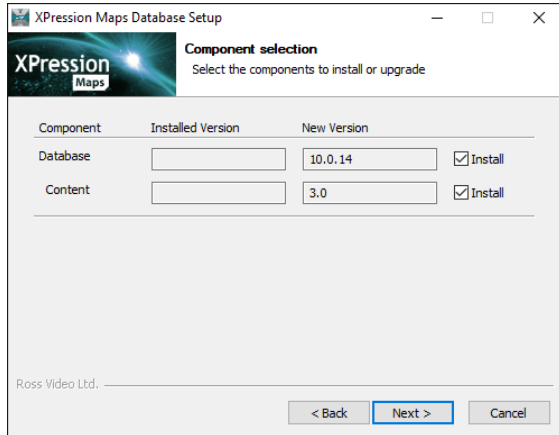 XPression Maps Database Setup
XPression
Maps
Component selection
Select the components to install or upgrade
Component Installed Version New Version
Database 10.0.14 Install
Content 3.0 Install
Ross Video Ltd.
< Back Next > Cancel